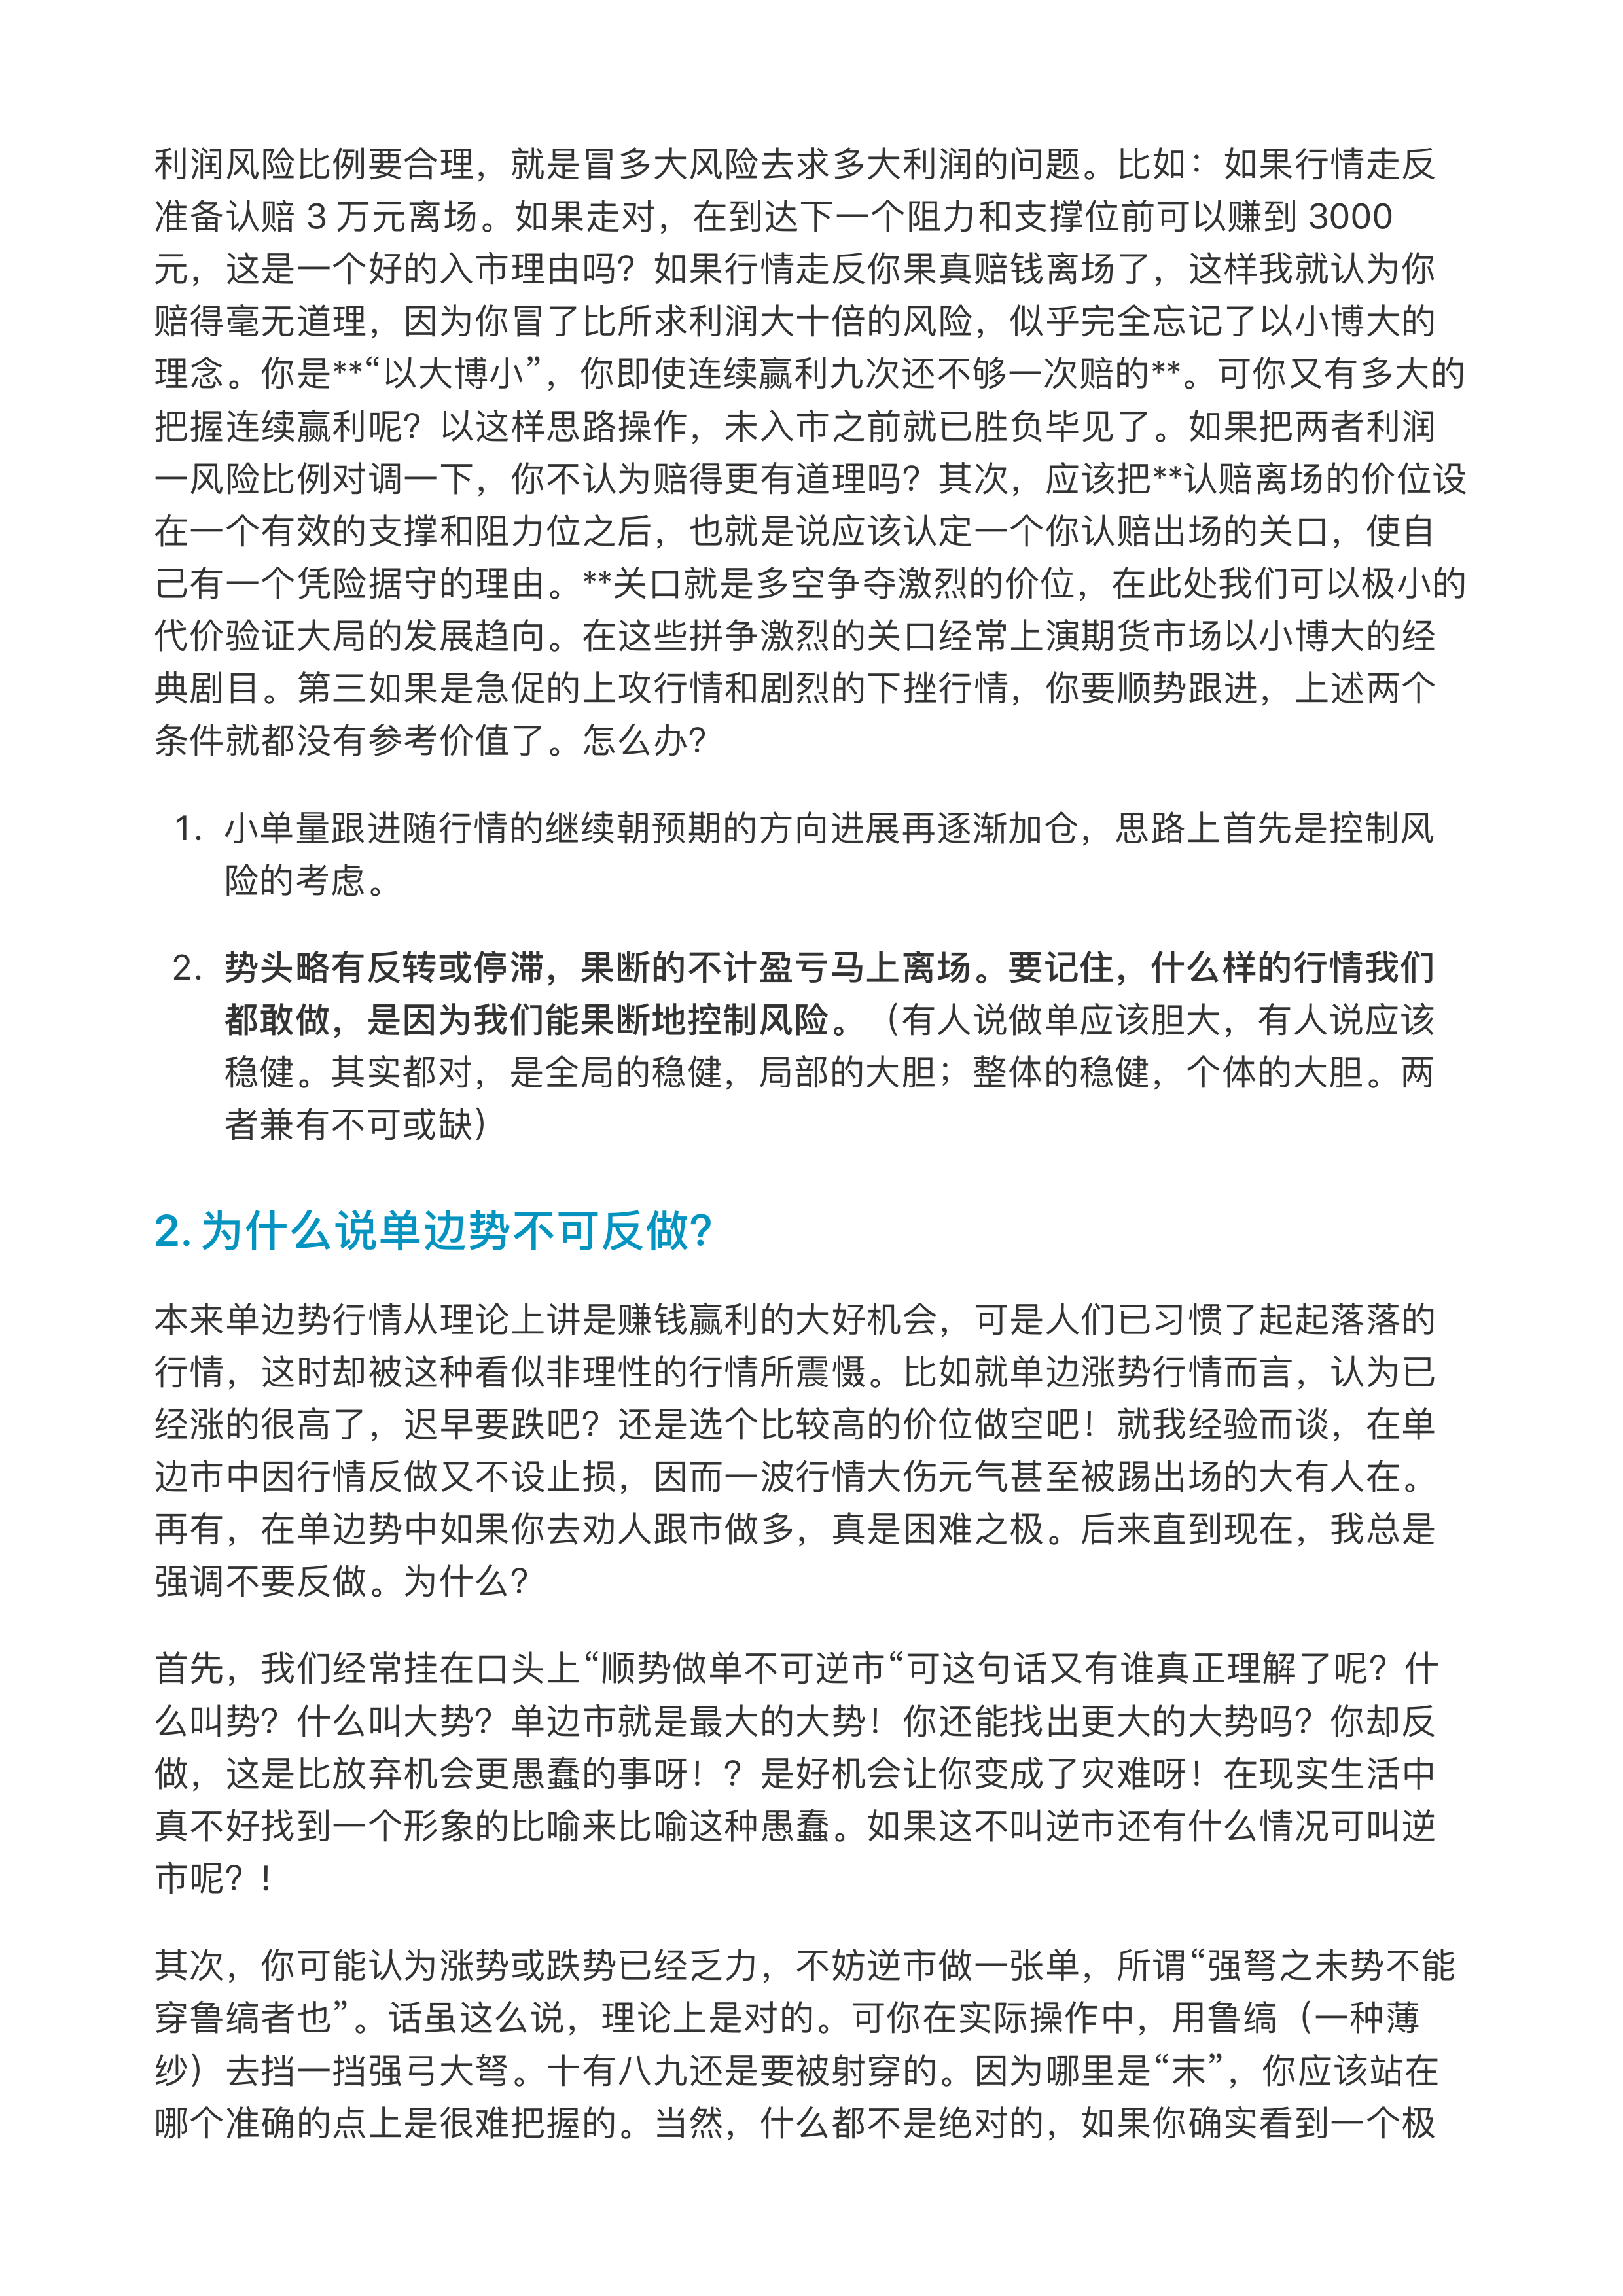 利润风险比例要合理，就是冒多大风险去求多大利润的问题。比如：如果行情走反
准备认赔 3 万元离场。如果走对，在到达下一个阻力和支撑位前可以赚到 3000
元，这是一个好的入市理由吗？如果行情走反你果真赔钱离场了，这样我就认为你
赔得毫无道理，因为你冒了比所求利润大十倍的风险，似乎完全忘记了以小博大的
理念。你是**“以大博小”，你即使连续赢利九次还不够一次赔的**。可你又有多大的
把握连续赢利呢？以这样思路操作，未入市之前就已胜负毕见了。如果把两者利润
一风险比例对调一下，你不认为赔得更有道理吗？其次，应该把**认赔离场的价位设
在一个有效的支撑和阻力位之后，也就是说应该认定一个你认赔出场的关口，使自
己有一个凭险据守的理由。**关口就是多空争夺激烈的价位，在此处我们可以极小的
代价验证大局的发展趋向。在这些拼争激烈的关口经常上演期货市场以小博大的经
典剧目。第三如果是急促的上攻行情和剧烈的下挫行情，你要顺势跟进，上述两个
条件就都没有参考价值了。怎么办？
1. 小单量跟进随行情的继续朝预期的方向进展再逐渐加仓，思路上首先是控制风
险的考虑。
2. 势头略有反转或停滞，果断的不计盈亏马上离场。要记住，什么样的行情我们
都敢做，是因为我们能果断地控制风险。（有人说做单应该胆大，有人说应该
稳健。其实都对，是全局的稳健，局部的大胆；整体的稳健，个体的大胆。两
者兼有不可或缺）
2. 为什么说单边势不可反做？
本来单边势行情从理论上讲是赚钱赢利的大好机会，可是人们已习惯了起起落落的
行情，这时却被这种看似非理性的行情所震慑。比如就单边涨势行情而言，认为已
经涨的很高了，迟早要跌吧？还是选个比较高的价位做空吧！就我经验而谈，在单
边市中因行情反做又不设止损，因而一波行情大伤元气甚至被踢出场的大有人在。
再有，在单边势中如果你去劝人跟市做多，真是困难之极。后来直到现在，我总是
强调不要反做。为什么？
首先，我们经常挂在口头上“顺势做单不可逆市“可这句话又有谁真正理解了呢？什
么叫势？什么叫大势？单边市就是最大的大势！你还能找出更大的大势吗？你却反
做，这是比放弃机会更愚蠢的事呀！？是好机会让你变成了灾难呀！在现实生活中
真不好找到一个形象的比喻来比喻这种愚蠢。如果这不叫逆市还有什么情况可叫逆
市呢？!
其次，你可能认为涨势或跌势已经乏力，不妨逆市做一张单，所谓“强弩之未势不能
穿鲁缟者也”。话虽这么说，理论上是对的。可你在实际操作中，用鲁缟（一种薄
纱）去挡一挡强弓大弩。十有八九还是要被射穿的。因为哪里是“末”，你应该站在
哪个准确的点上是很难把握的。当然，什么都不是绝对的，如果你确实看到一个极